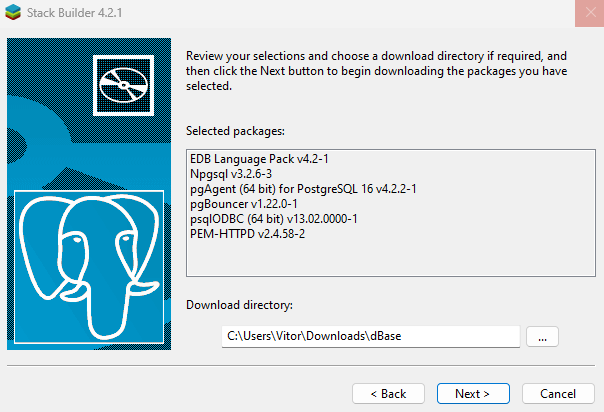 Stack Builder 4.2.1
Review your selections and choose a download directory if required, and
then click the Next button to begin downloading the packages you have
selected.
Selected packages:
EDB Language Pack v4.2-1
Npgsql v3.2.6-3
pgAgent (64 bit) for PostgreSQL 16 v4.2.2-1
pgBouncer v1.22.0-1
psqlODBC (64 bit) v13.02.0000-1
PEM-HTTPD v2.4.58-2
Download directory:
C:\Users\Vitor\Downloads\dBase
...
< Back
Next >
Cancel